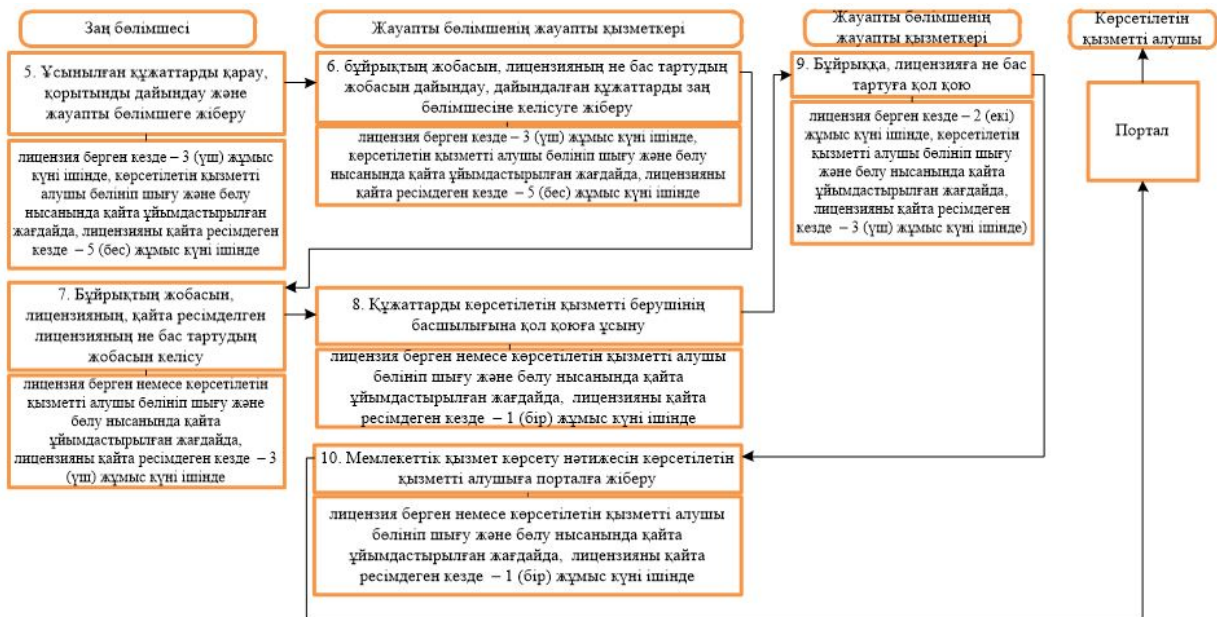 Заң бөлімшесі
Жауапты бөлімшенің жауапты қызметкері
Жауапты бөлімшенің
жауапты қызметкері
Көрсетілетін
қызметті алушы
5. Ұсынылған құжаттарды қарау,
қорытынды дайындау және
жауапты бөлімшеге жіберу
лицензия берген кезде – 3 (үш) жұмыс
күні ішінде, көрсетілетін қызметті
алушы бөлініп шығу және бөлу
нысанында қайта ұйымдастырылған
жағдайда, лицензияны қайта ресімдеген
кезде – 5 (бес) жұмыс күні ішінде
6. бұйрықтың жобасын, лицензияның не бас тартудың
жобасын дайындау, дайындалған құжаттарды заң
бөлімшесіне келісуге жіберу
лицензия берген кезде – 3 (үш) жұмыс күні ішінде,
көрсетілетін қызметті алушы бөлініп шығу және бөлу
нысанында қайта ұйымдастырылған жағдайда, лицензияны
қайта ресімдеген кезде – 5 (бес) жұмыс күні ішінде
9. Бұйрыққа, лицензияға не бас
тартуға қол қою
лицензия берген кезде – 2 (екі)
жұмыс күні ішінде, көрсетілетін
қызметті алушы бөлініп шығу
және бөлу нысанында қайта
ұйымдастырылған жағдайда,
лицензияны қайта ресімдеген
кезде – 3 (үш) жұмыс күні ішінде)
Портал
7. Бұйрықтың жобасын,
лицензияның, қайта ресімделген
лицензияның не бас тартудың
жобасын келісу
лицензия берген немесе көрсетілетін
қызметті алушы бөлініп шығу және
бөлу нысанында қайта
ұйымдастырылған жағдайда,
лицензияны қайта ресімдеген кезде – 3
(үш) жұмыс күні ішінде
8. Құжаттарды көрсетілетін қызметті берушінің
басшылығына қол қоюға ұсыну
лицензия берген немесе көрсетілетін қызметті алушы
бөлініп шығу және бөлу нысанында қайта
ұйымдастырылған жағдайда, лицензияны қайта
ресімдеген кезде – 1 (бір) жұмыс күні ішінде
10. Мемлекеттік қызмет көрсету нәтижесін көрсетілетін
қызметті алушыға порталға жіберу
лицензия берген немесе көрсетілетін қызметті алушы
бөлініп шығу және бөлу нысанында қайта
ұйымдастырылған жағдайда, лицензияны қайта
ресімдеген кезде – 1 (бір) жұмыс күні ішінде